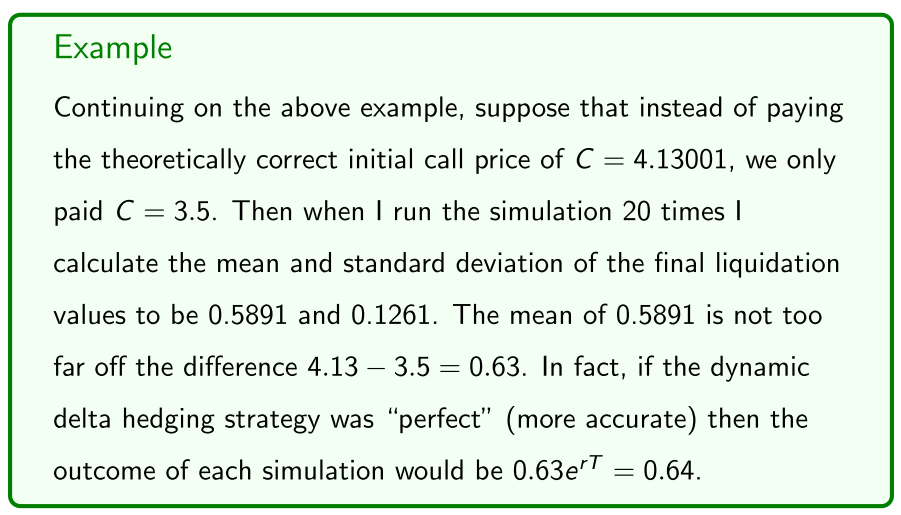 Example
Continuing on the above example, suppose that instead of paying
the theoretically correct initial call price of C = 4.13001, we only
paid C = 3.5. Then when I run the simulation 20 times I
calculate the mean and standard deviation of the final liquidation
values to be 0.5891 and 0.1261. The mean of 0.5891 is not too
far off the difference 4.13 − 3.5 = 0.63. In fact, if the dynamic
delta hedging strategy was “perfect” (more accurate) then the
outcome of each simulation would be 0.63e^{rT} = 0.64.